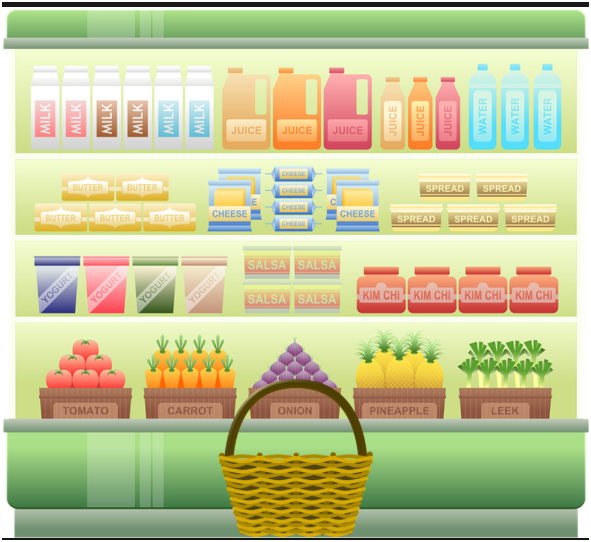 MILK
MILK
MILK
MILK
MILK
MILK
JUICE
JUICE
JUICE
JUICE
JUICE
JUICE
WATER
WATER
WATER
BUTTER
BUTTER
BUTTER
BUTTER
BUTTER
CHEESE
CHEESE
CHEESE
CHEESE
CHEESE
CHEESE
SPREAD
SPREAD
SPREAD
SPREAD
SPREAD
YOGURT
YOGURT
YOGURT
YOGURT
SALSA
SALSA
SALSA
SALSA
KIM CHI
KIM CHI
KIM CHI
KIM CHI
TOMATO
CARROT
ONION
PINEAPPLE
LEEK